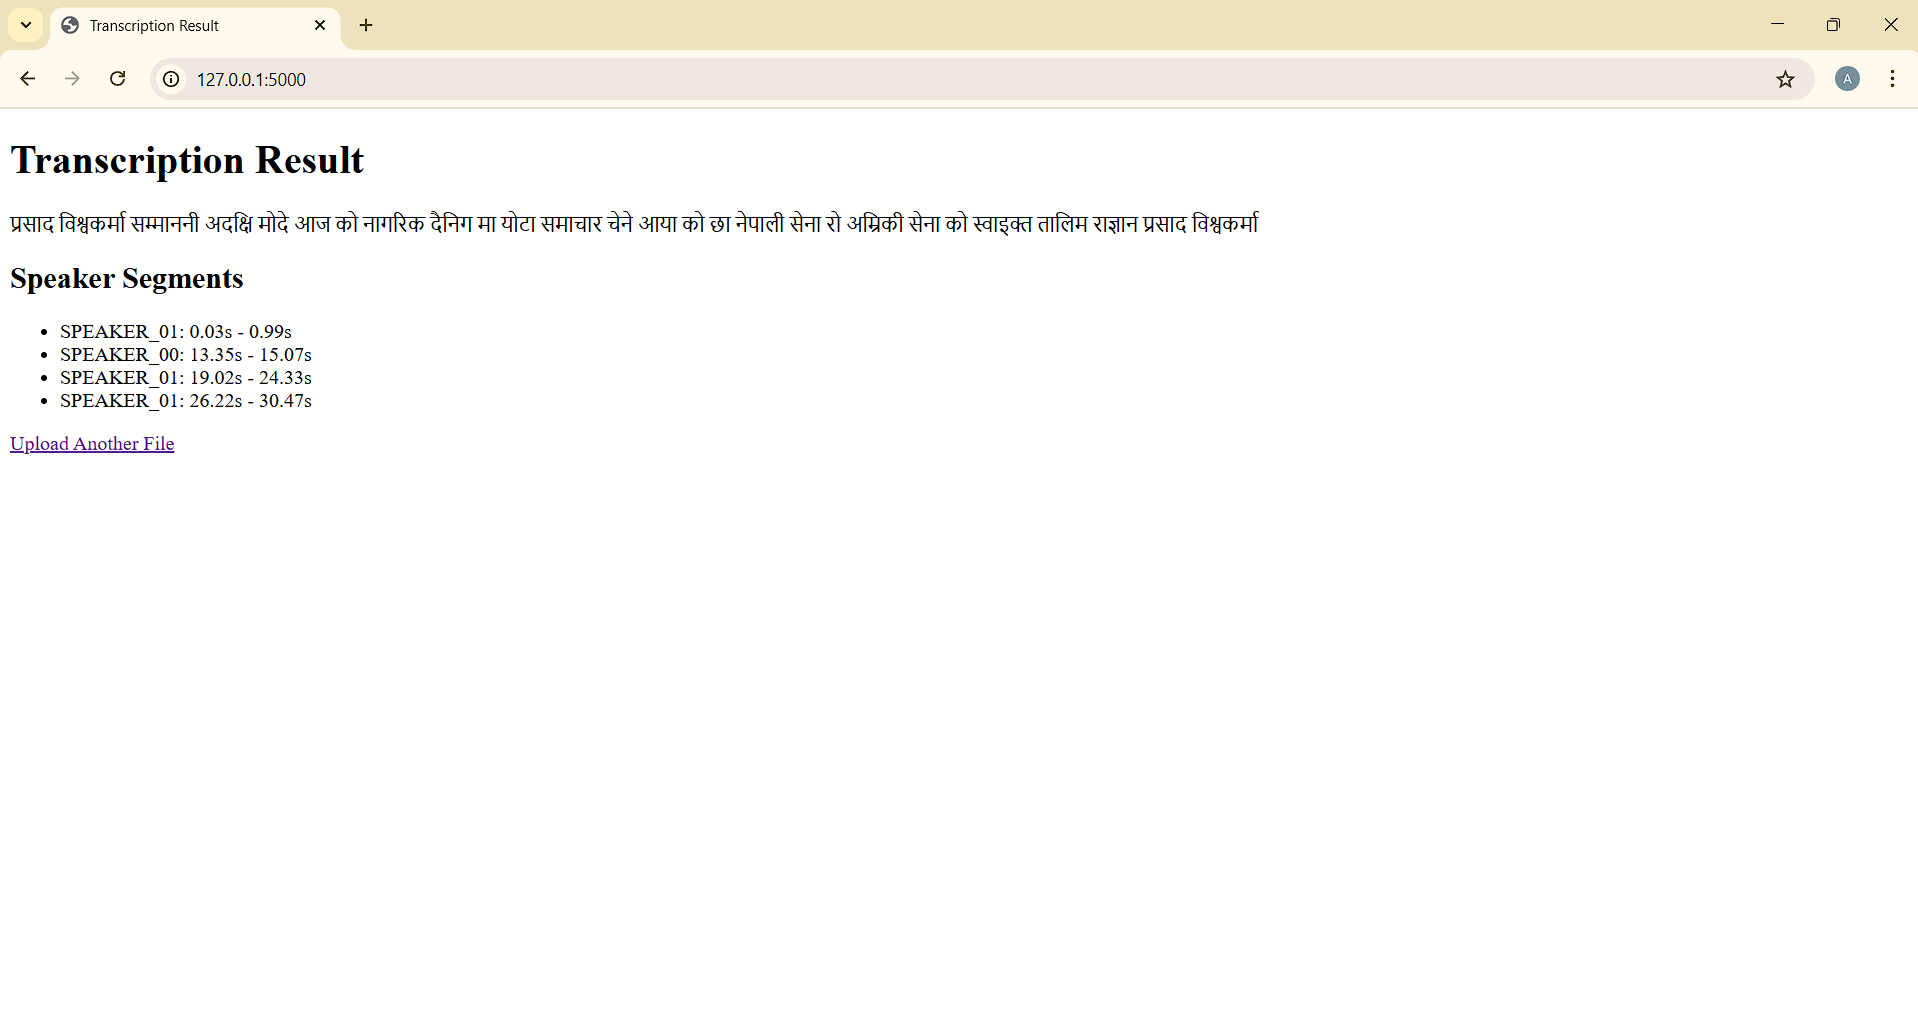 Transcription Result
127.0.0.1:5000
A
Transcription Result
प्रसाद विश्वकर्मा सम्माननी अदक्षि मोदे आज को नागरिक दैनिग मा योटा समाचार चेने आया को छा नेपाली सेना रो अम्रिकी सेना को स्वाइक्त तालिम राज्ञान प्रसाद विश्वकर्मा
Speaker Segments
• SPEAKER_01: 0.03s - 0.99s
• SPEAKER_00: 13.35s - 15.07s
• SPEAKER_01: 19.02s - 24.33s
• SPEAKER_01: 26.22s - 30.47s
Upload Another File